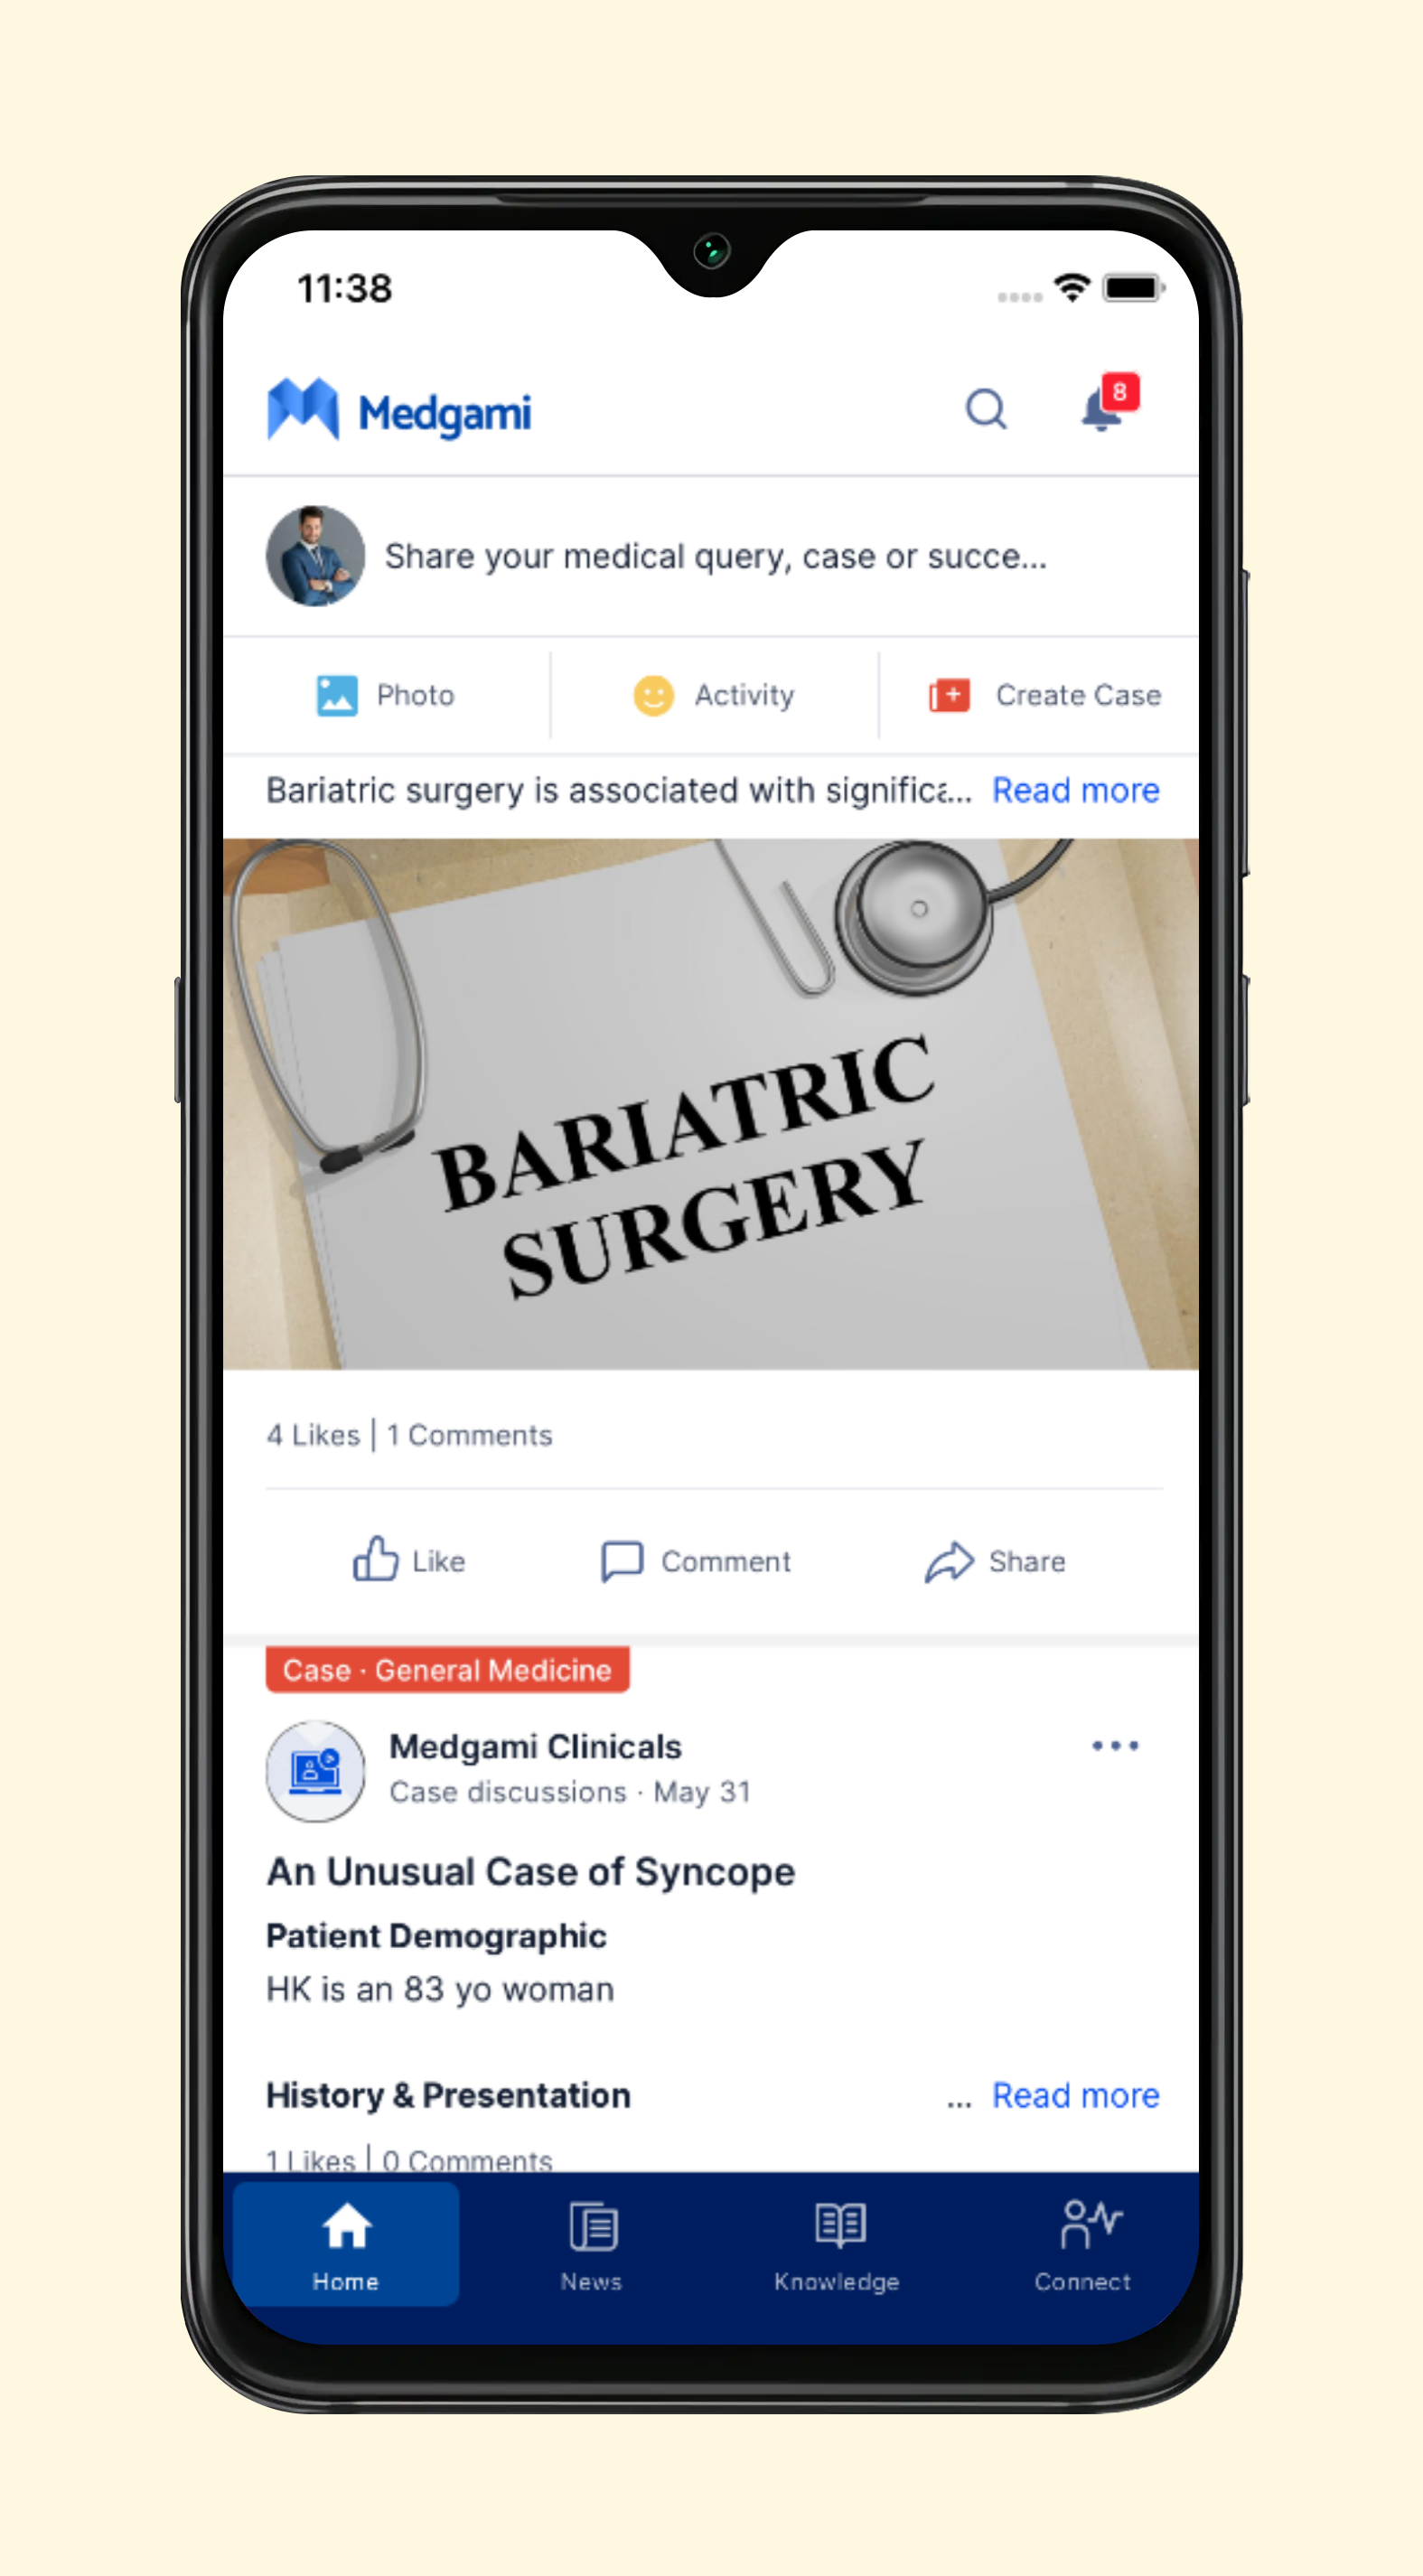 11:38
Medgami
8
Share your medical query, case or succe...
Photo
Activity
Create Case
Bariatric surgery is associated with significa... Read more
BARIATRIC
SURGERY
4 Likes | 1 Comments
Like
Comment
Share
Case · General Medicine
Medgami Clinicals
Case discussions · May 31
An Unusual Case of Syncope
Patient Demographic
HK is an 83 yo woman
History & Presentation ... Read more
1 Likes | 0 Comments
Home
News
Knowledge
Connect